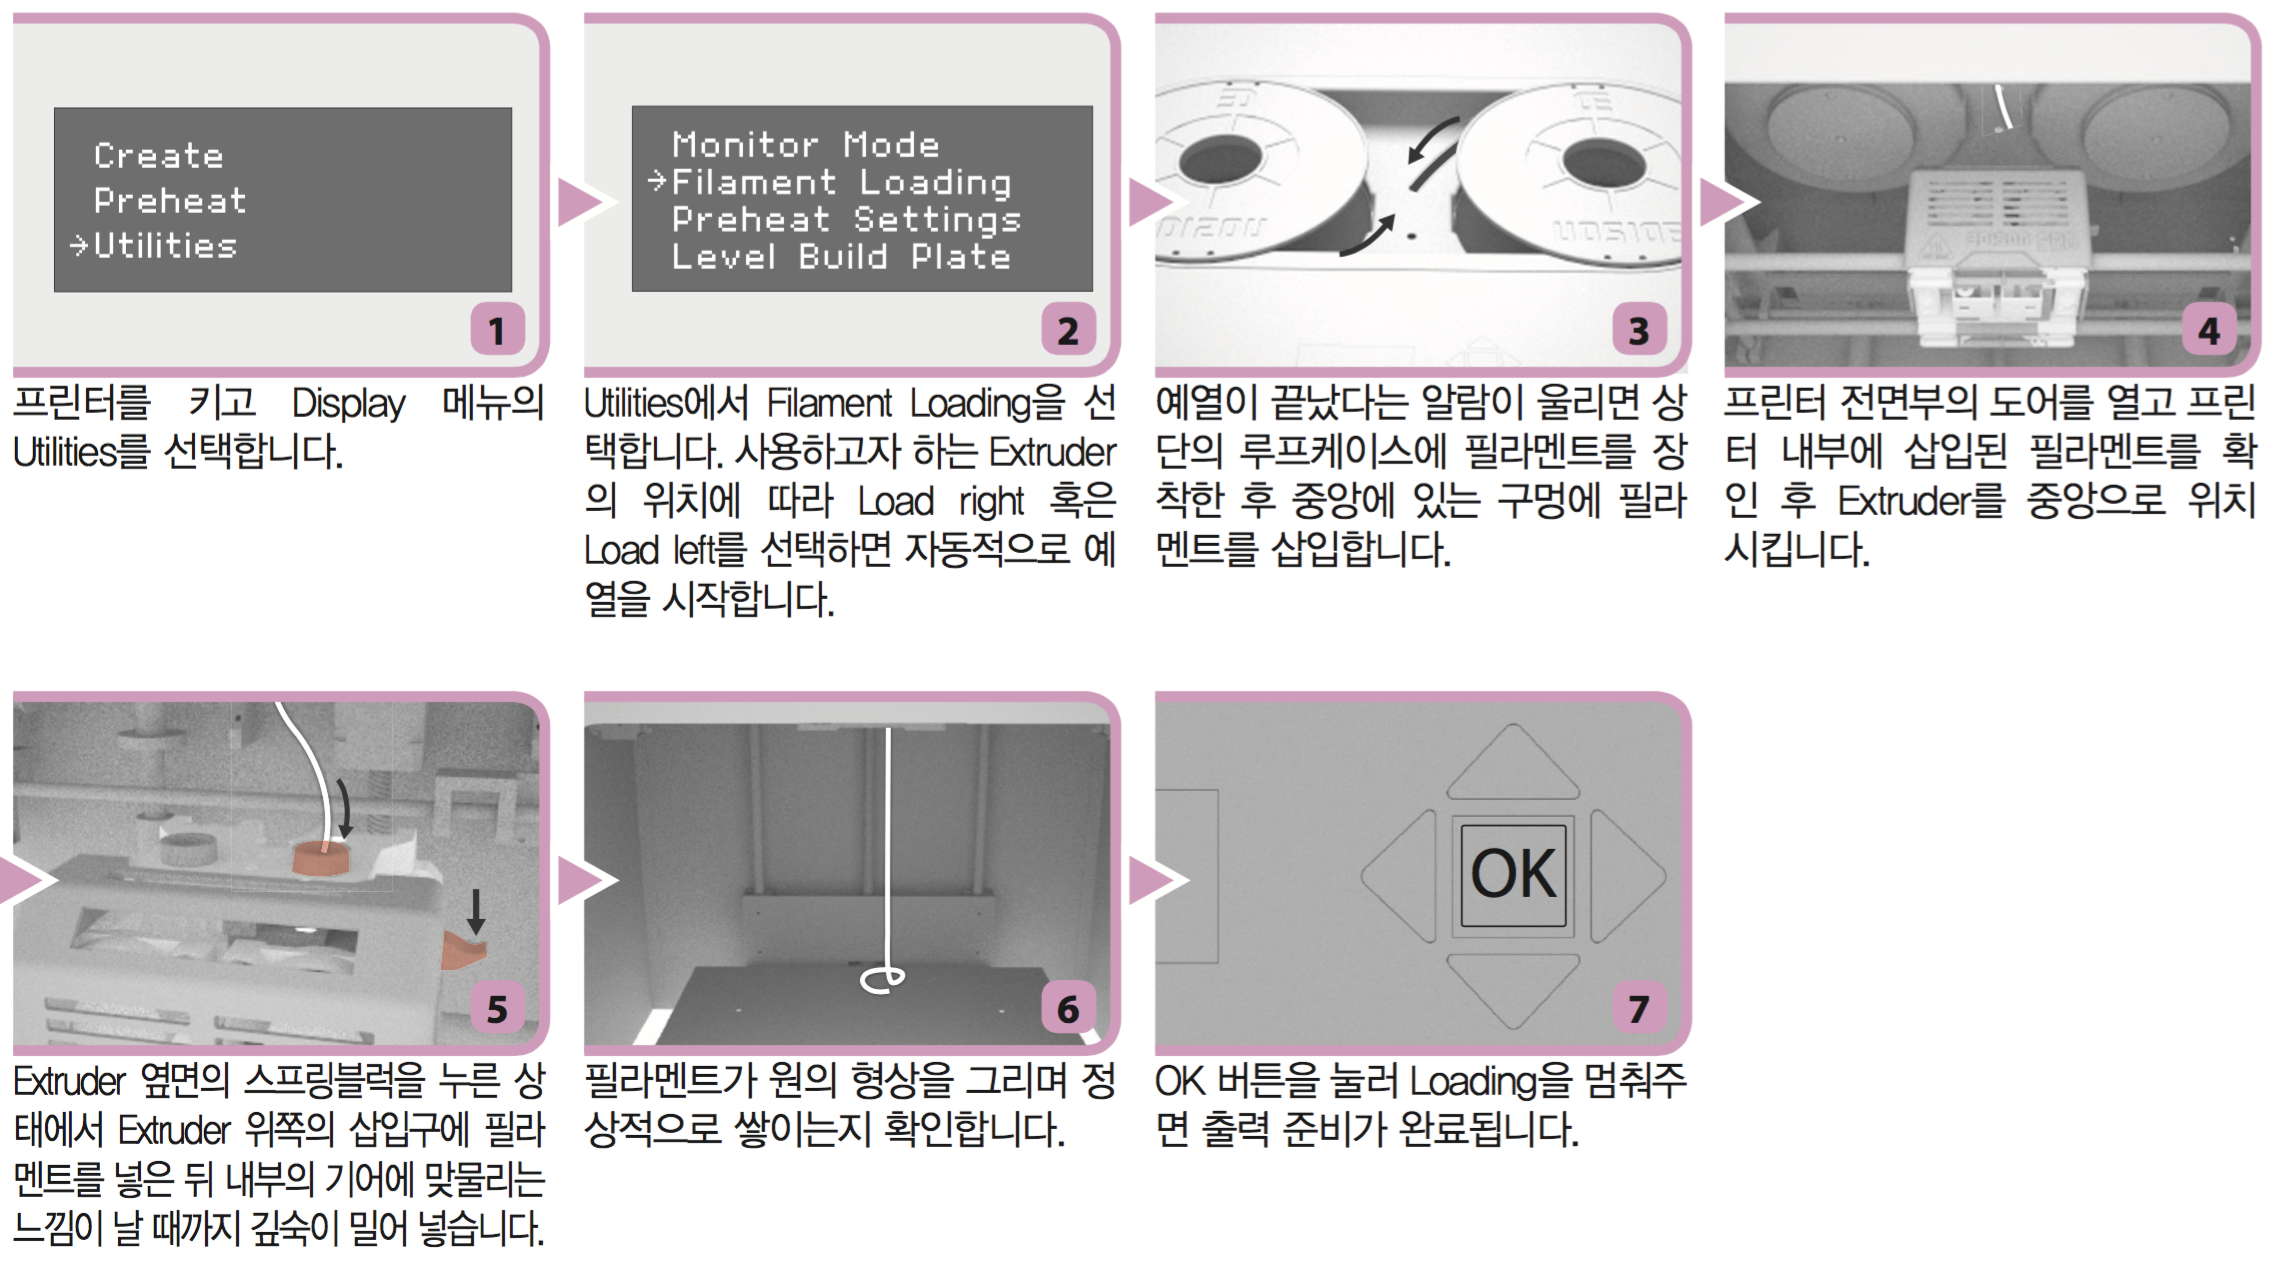 Create
Preheat
→Utilities
1
프린터를 키고 Display 메뉴의
Utilities를 선택합니다.
Monitor Mode
→Filament Loading
Preheat Settings
Level Build Plate
2
Utilities에서 Filament Loading을 선
택합니다. 사용하고자 하는 Extruder
의 위치에 따라 Load right 혹은
Load left를 선택하면 자동적으로 예
열을 시작합니다.
3
예열이 끝났다는 알람이 울리면 상
단의 루프케이스에 필라멘트를 장
착한 후 중앙에 있는 구멍에 필라
멘트를 삽입합니다.
4
프린터 전면부의 도어를 열고 프린
터 내부에 삽입된 필라멘트를 확
인 후 Extruder를 중앙으로 위치
시킵니다.
5
Extruder 옆면의 스프링블럭을 누른 상
태에서 Extruder 위쪽의 삽입구에 필라
멘트를 넣은 뒤 내부의 기어에 맞물리는
느낌이 날 때까지 깊숙이 밀어 넣습니다.
6
필라멘트가 원의 형상을 그리며 정
상적으로 쌓이는지 확인합니다.
OK
7
OK 버튼을 눌러 Loading을 멈춰주
면 출력 준비가 완료됩니다.